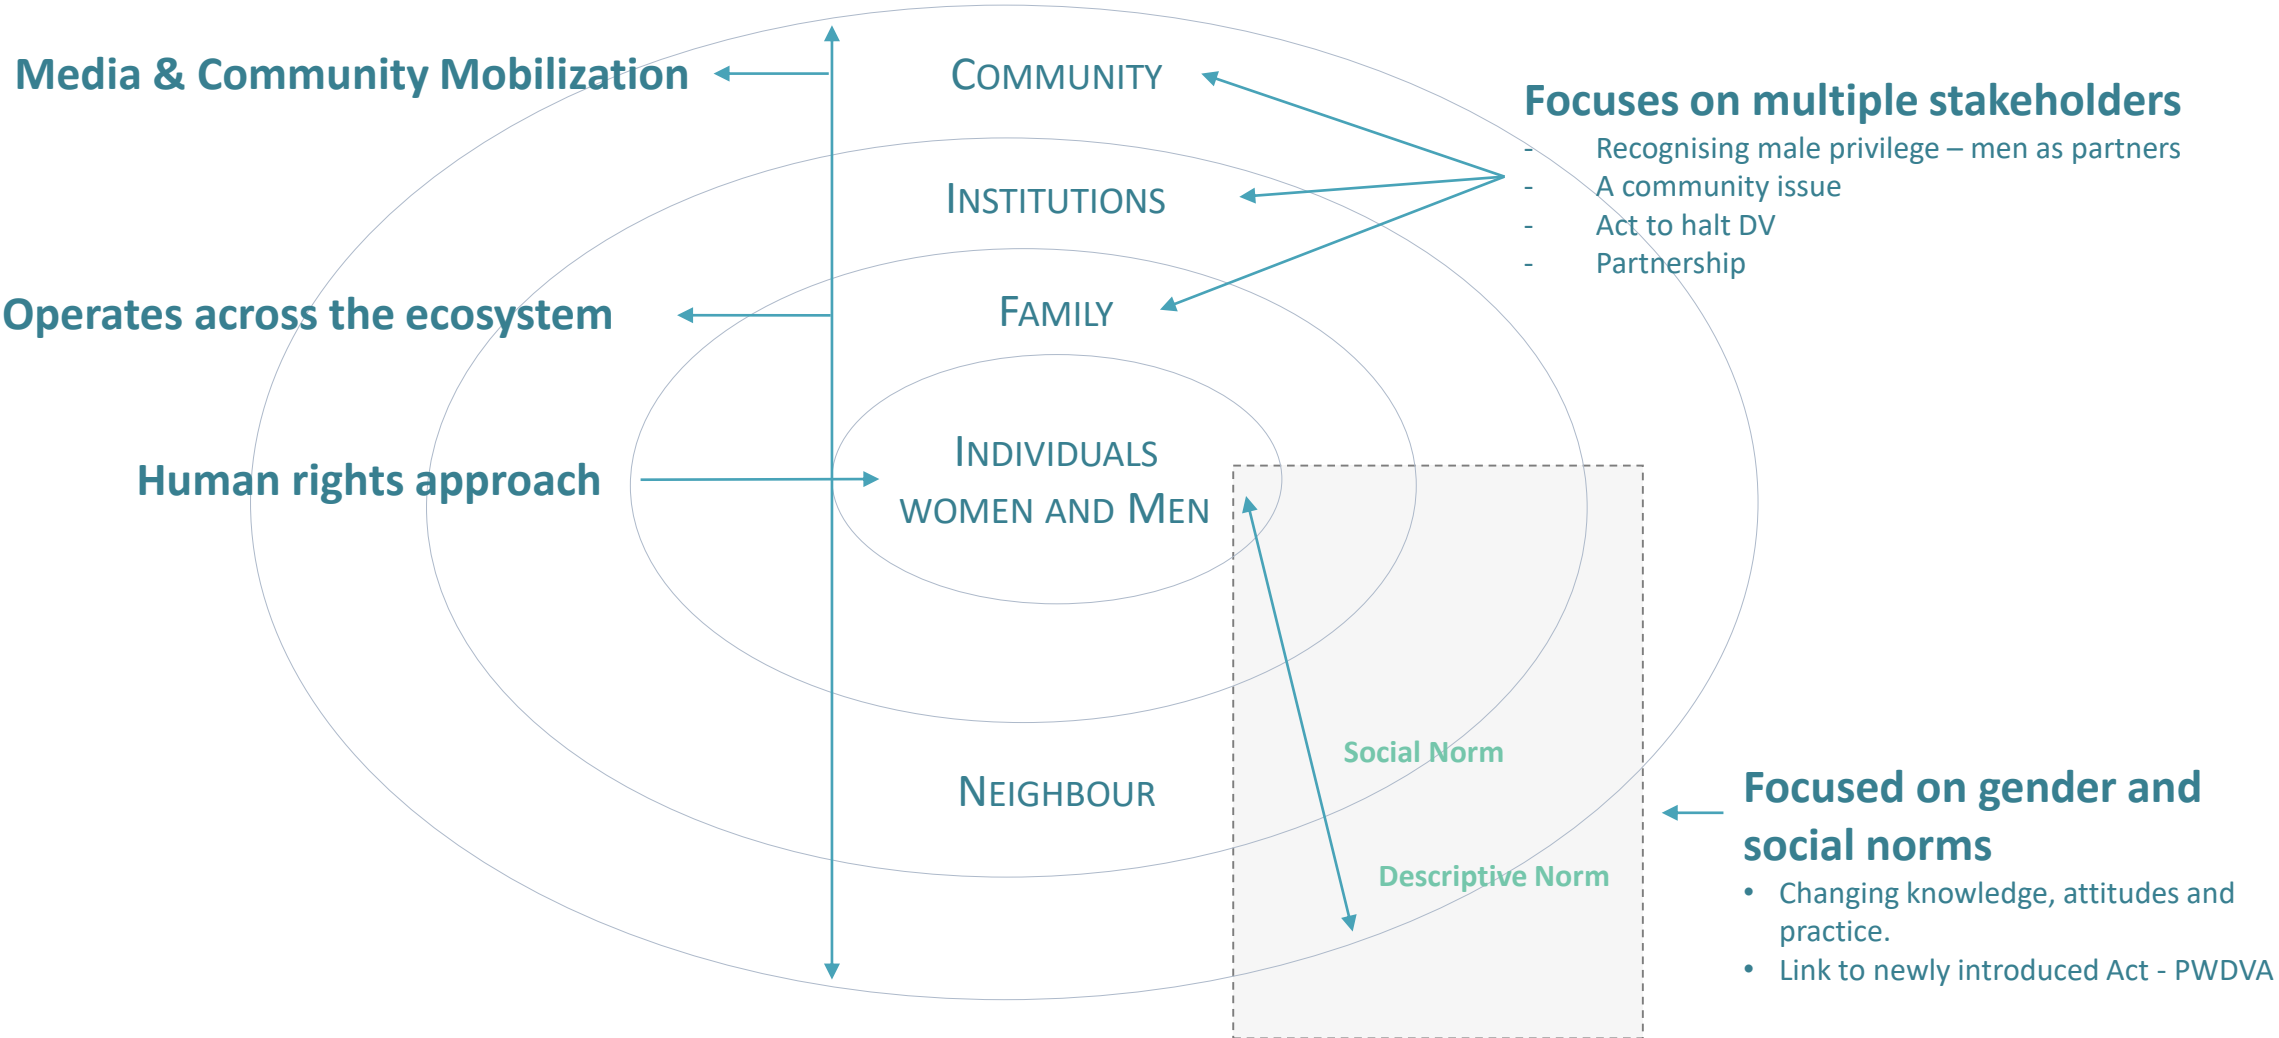 Media & Community Mobilization
COMMUNITY
Focuses on multiple stakeholders
- Recognising male privilege – men as partners
- A community issue
- Act to halt DV
- Partnership
INSTITUTIONS
Operates across the ecosystem
FAMILY
Human rights approach
INDIVIDUALS
WOMEN AND MEN
Social Norm
NEIGHBOUR
Descriptive Norm
Focused on gender and
social norms
• Changing knowledge, attitudes and
practice.
• Link to newly introduced Act - PWDVA